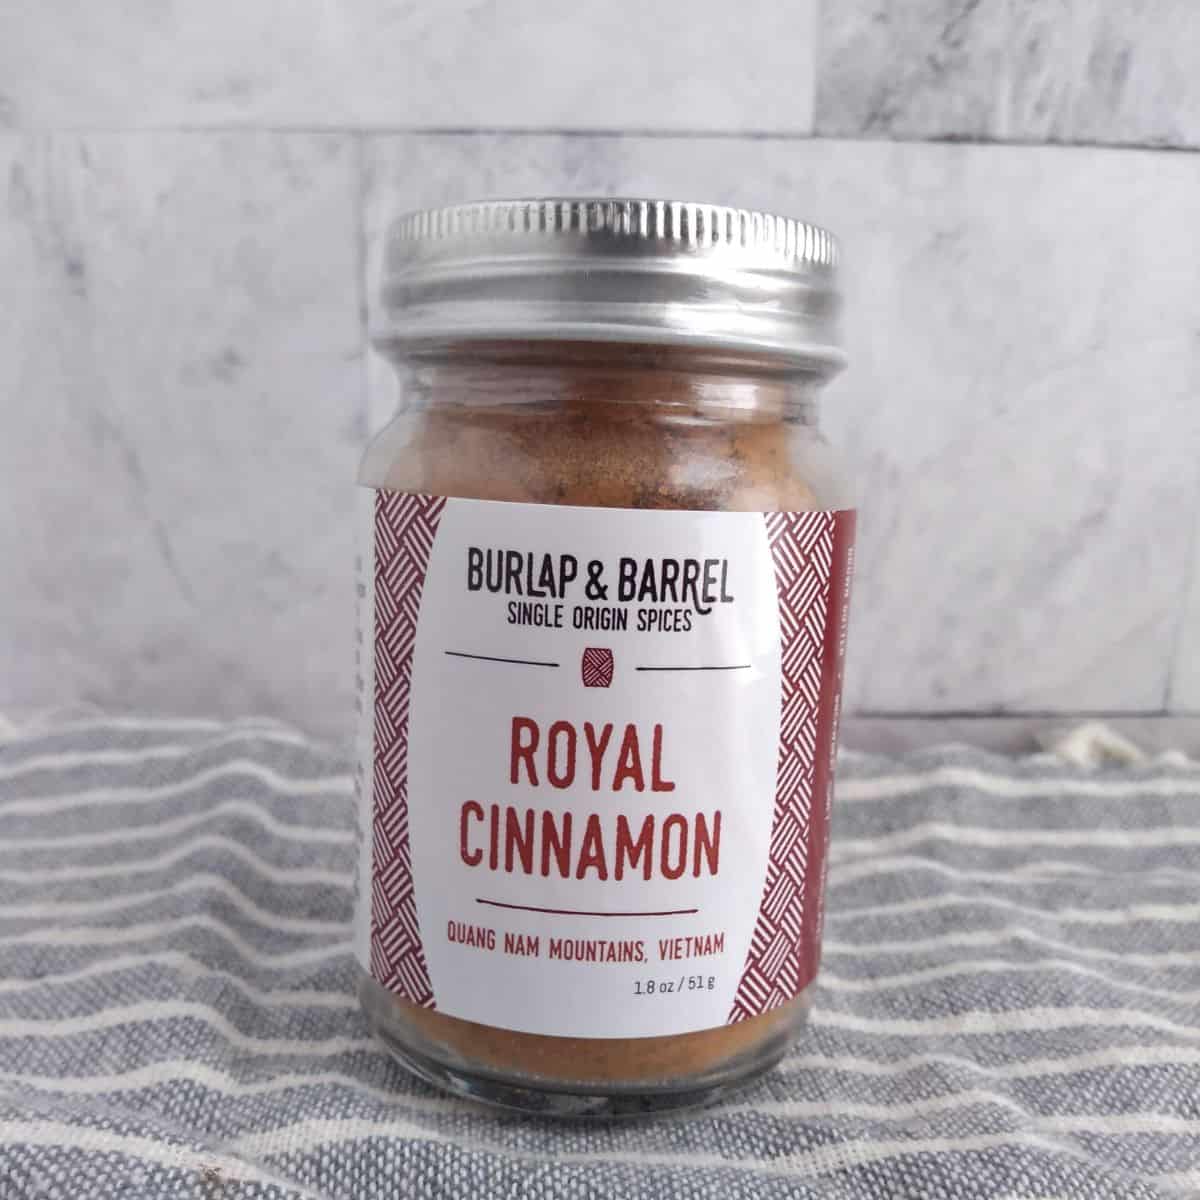 BURLAP & BARREL
SINGLE ORIGIN SPICES
ROYAL
CINNAMON
QUANG NAM MOUNTAINS, VIETNAM
1.8 oz / 51 g